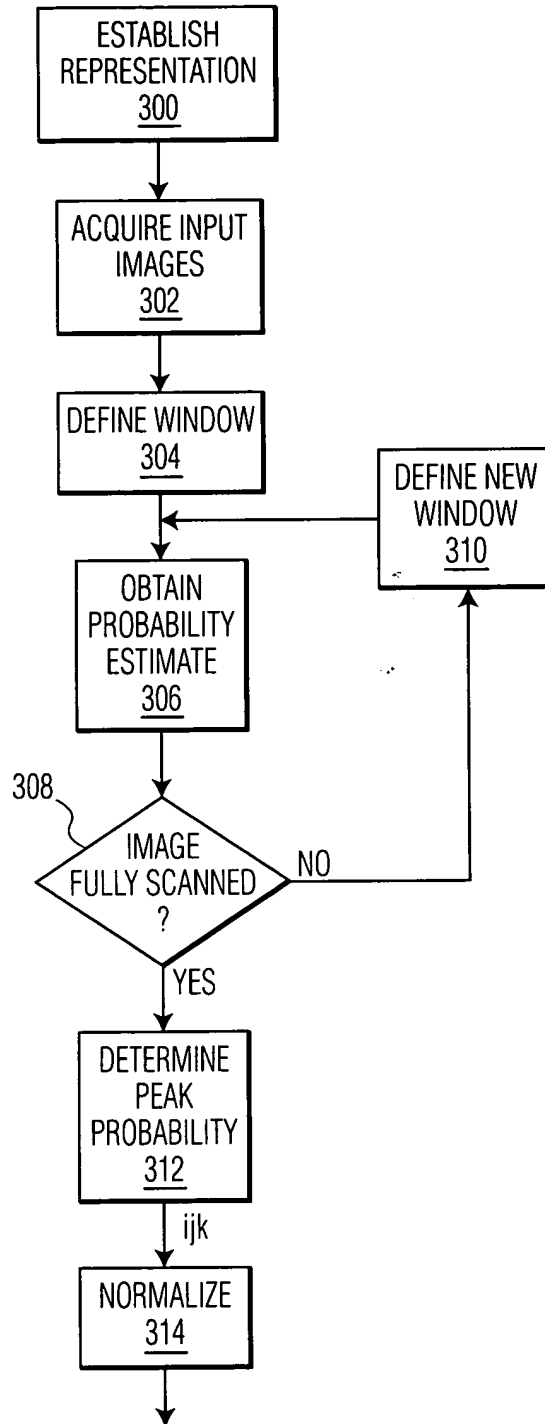 ESTABLISH
REPRESENTATION
300
ACQUIRE INPUT
IMAGES
302
DEFINE WINDOW
304
DEFINE NEW
WINDOW
310
OBTAIN
PROBABILITY
ESTIMATE
306
308
IMAGE
FULLY SCANNED
?
NO
YES
DETERMINE
PEAK
PROBABILITY
312
ijk
NORMALIZE
314